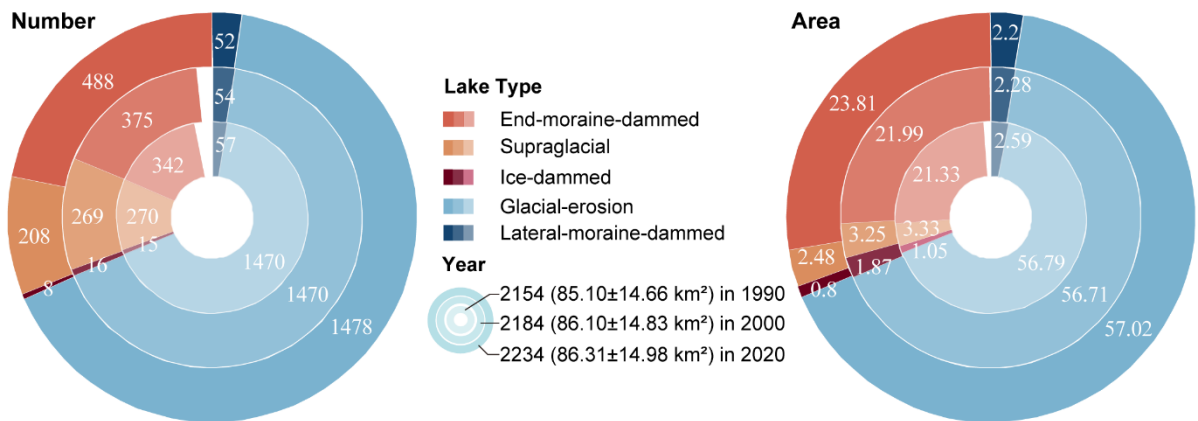 Number
52
488
54
375
57
342
269
270
208
15
16
8
1470
1470
1478
Lake Type
End-moraine-dammed
Supraglacial
Ice-dammed
Glacial-erosion
Lateral-moraine-dammed
Year
2154 (85.10±14.66 km²) in 1990
2184 (86.10±14.83 km²) in 2000
2234 (86.31±14.98 km²) in 2020
Area
2.2
2.28
23.81
21.99
2.59
21.33
3.33
3.25
2.48
1.05
1.87
0.8
56.79
56.71
57.02